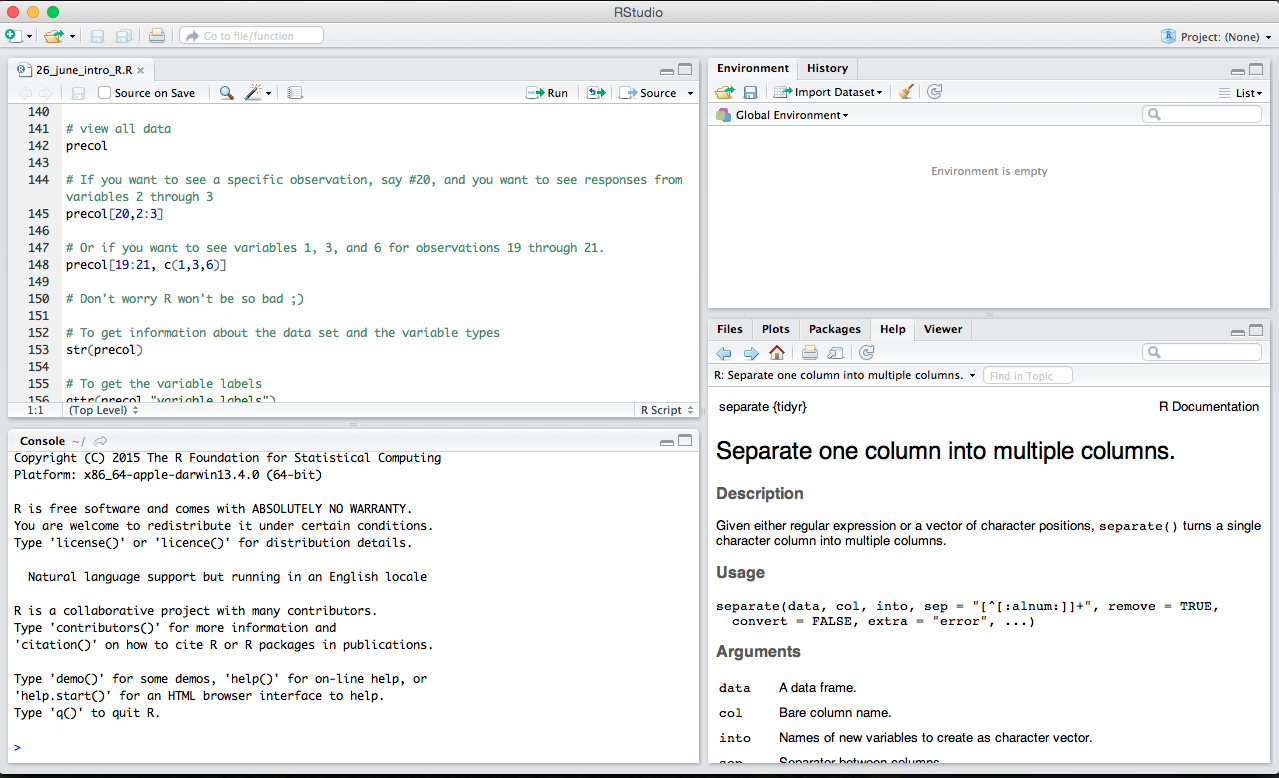 RStudio
Go to file/function
Project: (None)
26_june_intro_R.R
Source on Save
Run
Source
140
141 # view all data
142 precol
143
144 # If you want to see a specific observation, say #20, and you want to see responses from
variables 2 through 3
145 precol[20,2:3]
146
147 # Or if you want to see variables 1, 3, and 6 for observations 19 through 21.
148 precol[19:21, c(1,3,6)]
149
150 # Don't worry R won't be so bad ;)
151
152 # To get information about the data set and the variable types
153 str(precol)
154
155 # To get the variable labels
156 attr(precol,"variable.labels")
1:1 (Top Level) R Script
Console ~/
Copyright (C) 2015 The R Foundation for Statistical Computing
Platform: x86_64-apple-darwin13.4.0 (64-bit)
R is free software and comes with ABSOLUTELY NO WARRANTY.
You are welcome to redistribute it under certain conditions.
Type 'license()' or 'licence()' for distribution details.
Natural language support but running in an English locale
R is a collaborative project with many contributors.
Type 'contributors()' for more information and
'citation()' on how to cite R or R packages in publications.
Type 'demo()' for some demos, 'help()' for on-line help, or
'help.start()' for an HTML browser interface to help.
Type 'q()' to quit R.
>
Environment History
Import Dataset
List
Global Environment
Environment is empty
Files Plots Packages Help Viewer
R: Separate one column into multiple columns.
Find in Topic
separate {tidyr} R Documentation
Separate one column into multiple columns.
Description
Given either regular expression or a vector of character positions, separate() turns a single
character column into multiple columns.
Usage
separate(data, col, into, sep = "[^[:alnum:]]+", remove = TRUE,
convert = FALSE, extra = "error", ...)
Arguments
data A data frame.
col Bare column name.
into Names of new variables to create as character vector.
sep Separator between columns.